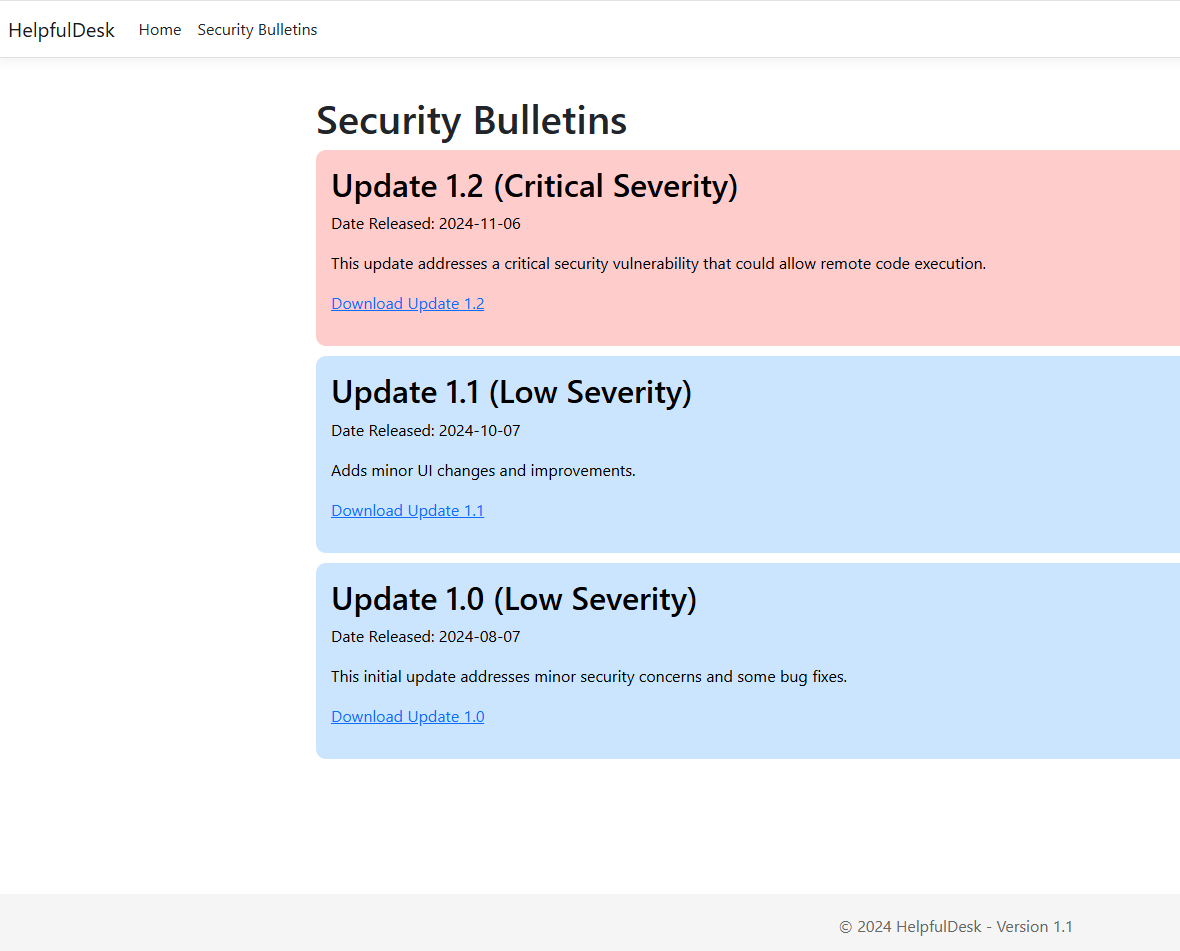 HelpfulDesk Home Security Bulletins
Security Bulletins
Update 1.2 (Critical Severity)
Date Released: 2024-11-06
This update addresses a critical security vulnerability that could allow remote code execution.
Download Update 1.2
Update 1.1 (Low Severity)
Date Released: 2024-10-07
Adds minor UI changes and improvements.
Download Update 1.1
Update 1.0 (Low Severity)
Date Released: 2024-08-07
This initial update addresses minor security concerns and some bug fixes.
Download Update 1.0
© 2024 HelpfulDesk - Version 1.1